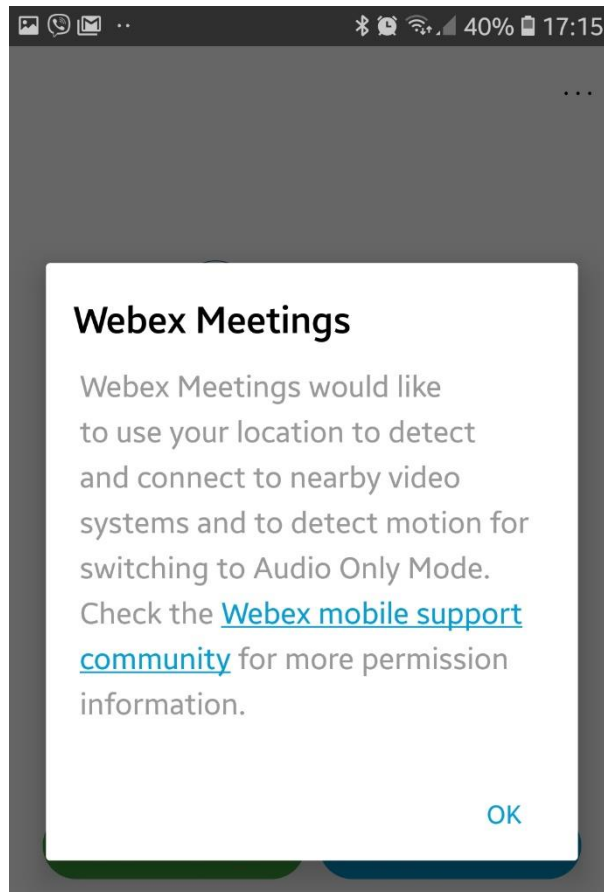 40% 17:15
...
Webex Meetings
Webex Meetings would like
to use your location to detect
and connect to nearby video
systems and to detect motion for
switching to Audio Only Mode.
Check the Webex mobile support
community for more permission
information.
OK